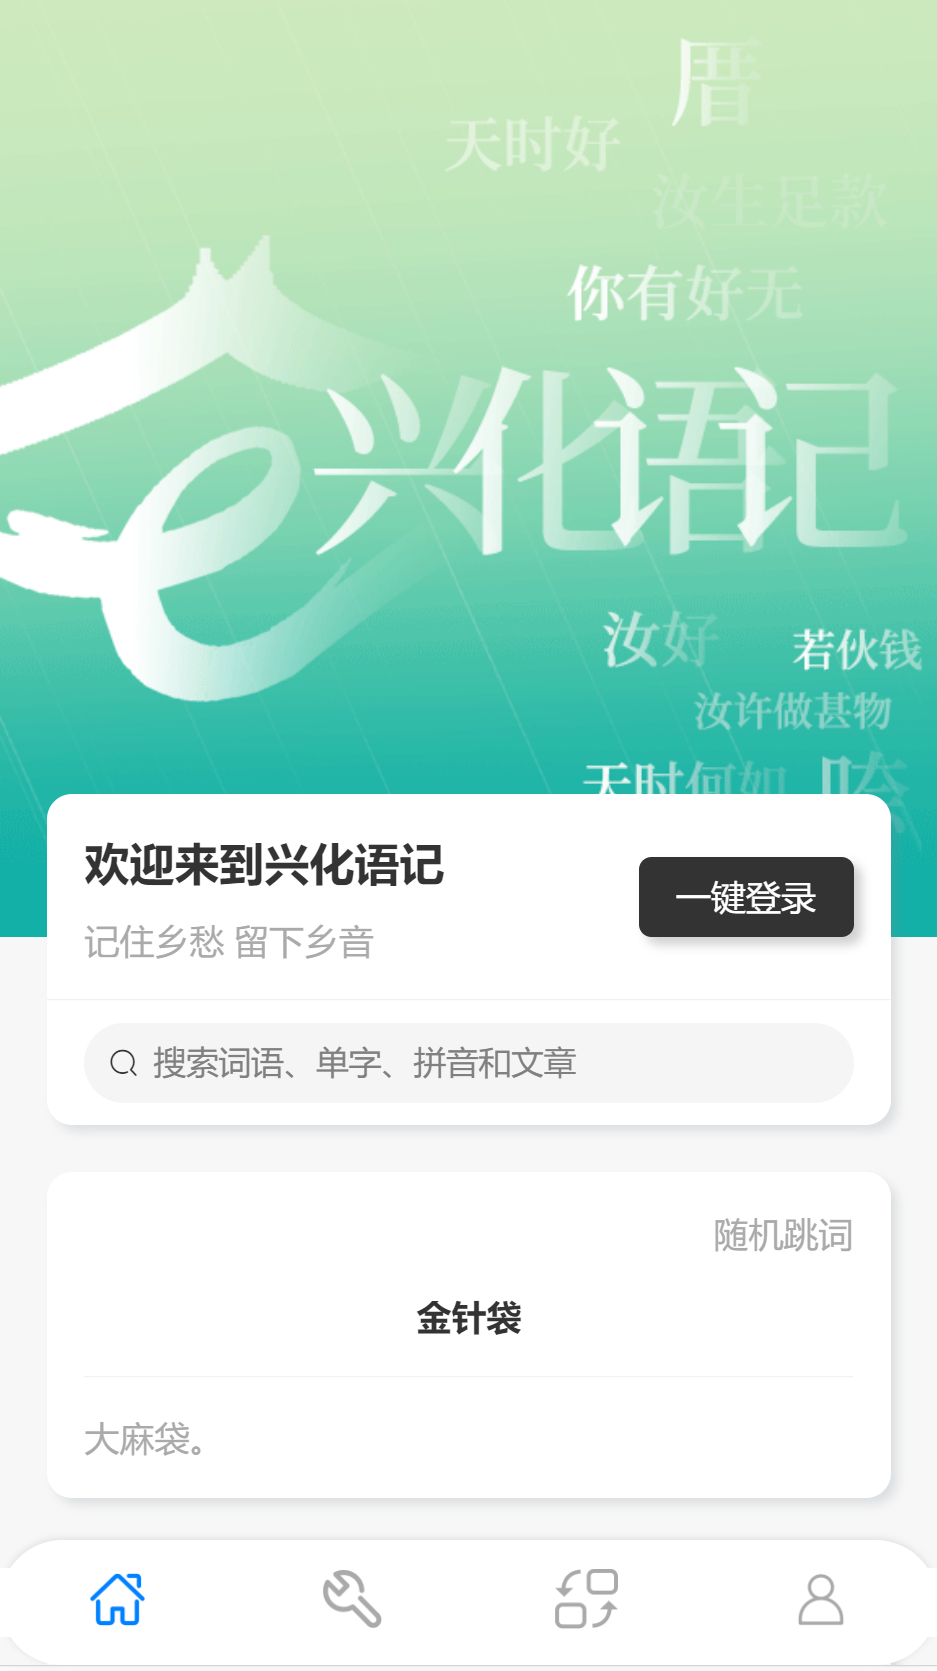 厝
天时好
汝生足款
你有好无
兴化语记
汝好
若伙钱
汝许做甚物
天时何如
欢迎来到兴化语记
一键登录
记住乡愁 留下乡音
搜索词语、单字、拼音和文章
随机跳词
金针袋
大麻袋。